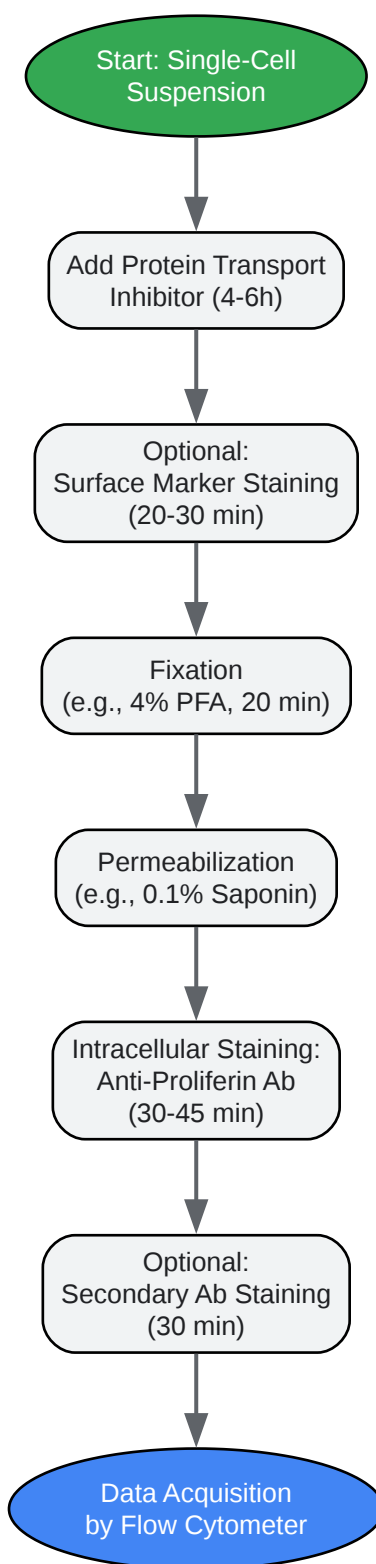 Start: Single-Cell
Suspension
Add Protein Transport
Inhibitor (4-6h)
Optional:
Surface Marker Staining
(20-30 min)
Fixation
(e.g., 4% PFA, 20 min)
Permeabilization
(e.g., 0.1% Saponin)
Intracellular Staining:
Anti-Proliferin Ab
(30-45 min)
Optional:
Secondary Ab Staining
(30 min)
Data Acquisition
by Flow Cytometer